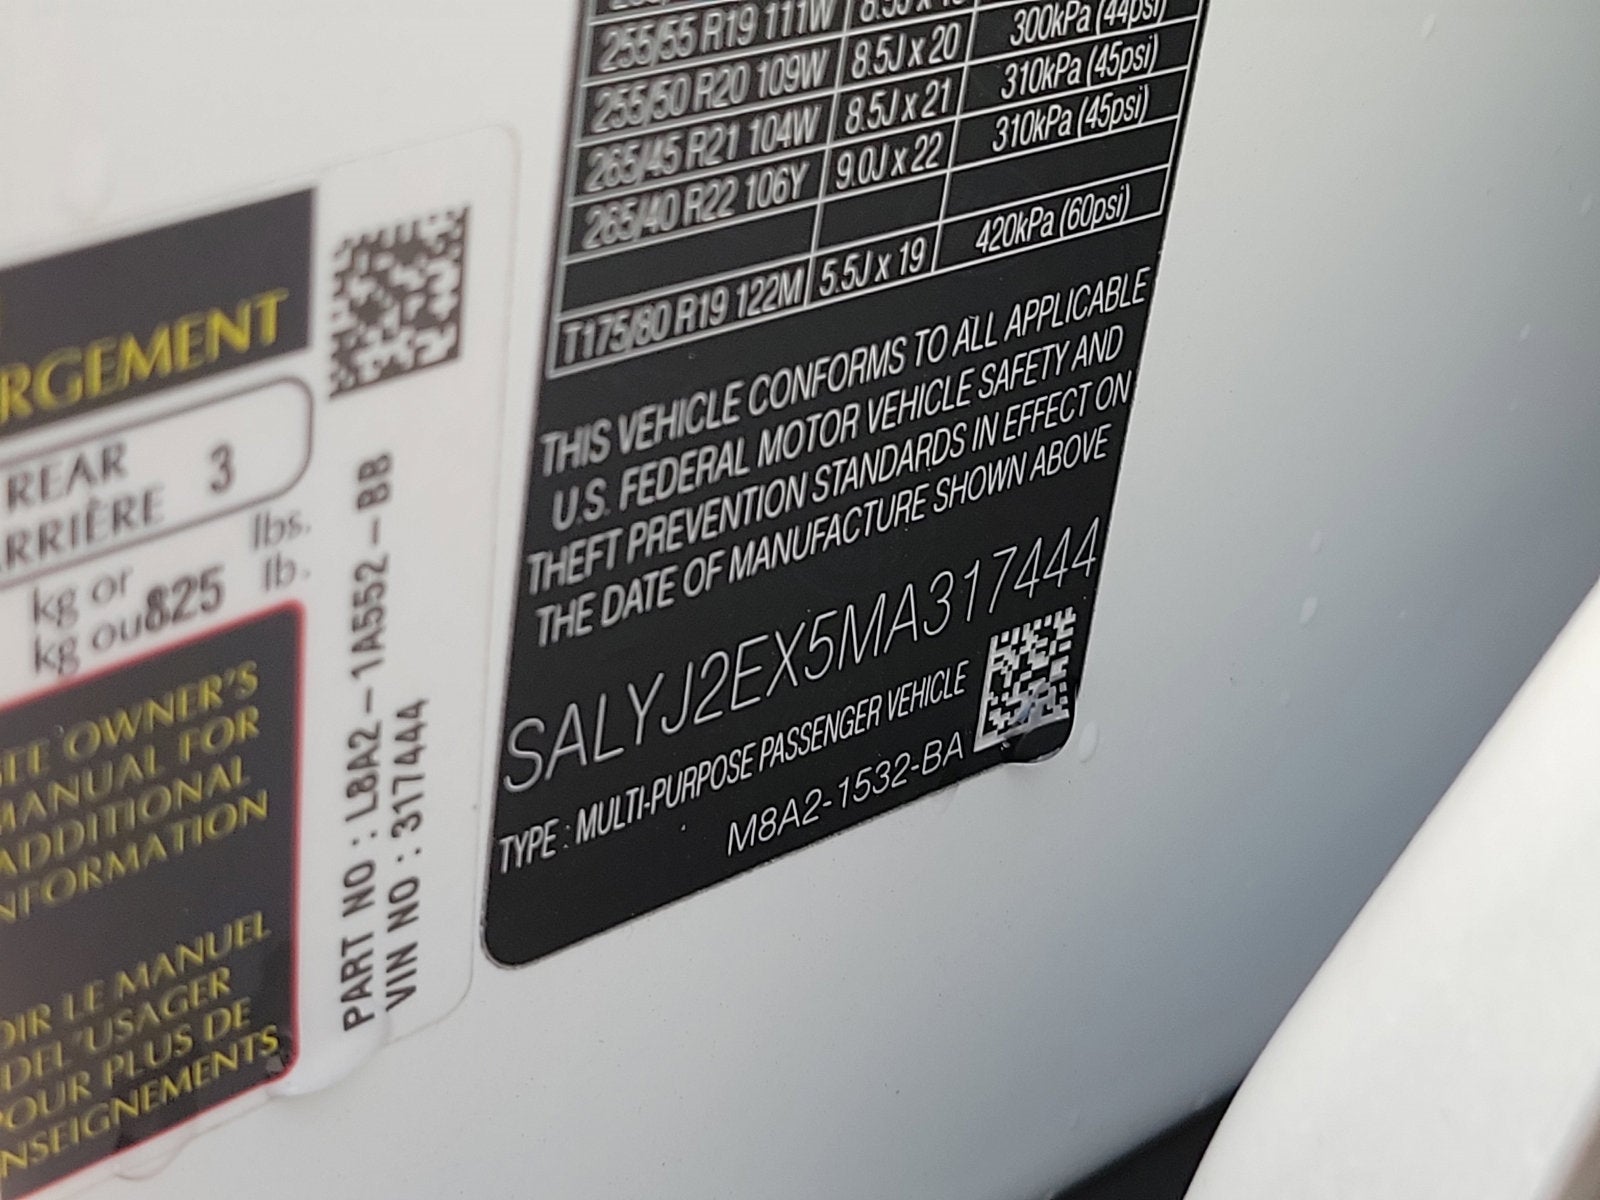 RGEMENT
REAR 3
RRIÈRE
kg or lbs.
kg ou 825 lb.
OWNER'S
MANUAL FOR
ADDITIONAL
NFORMATION
LE MANUEL
DEL'USAGER
POUR PLUS DE
NSEIGNEMENTS
PART NO : L8A2-1A552-BB
VIN NO : 317444
255/55 R19 111W
255/50 R20 109W 8.5J x 20 300kPa (44psi)
265/45 R21 104W 8.5J x 21 310kPa (45psi)
265/40 R22 106Y 9.0J x 22 310kPa (45psi)
T175/80 R19 122M 5.5J x 19 420kPa (60psi)
THIS VEHICLE CONFORMS TO ALL APPLICABLE
U.S. FEDERAL MOTOR VEHICLE SAFETY AND
THEFT PREVENTION STANDARDS IN EFFECT ON
THE DATE OF MANUFACTURE SHOWN ABOVE
SALYJ2EX5MA317444
TYPE : MULTI-PURPOSE PASSENGER VEHICLE
M8A2-1532-BA